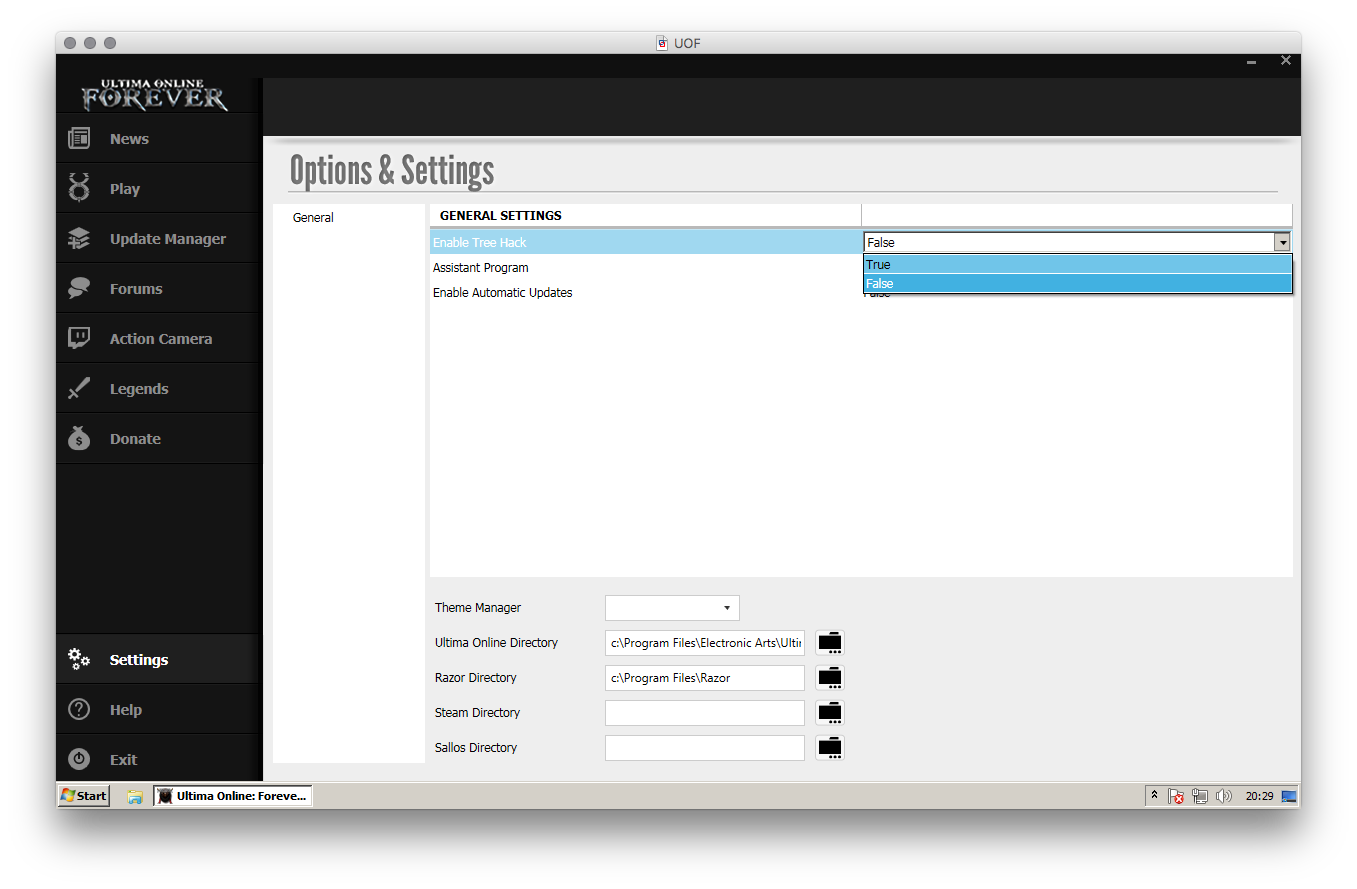 UOF
ULTIMA ONLINE
FOREVER
News
Play
Update Manager
Forums
Action Camera
Legends
Donate
Settings
Help
Exit
Options & Settings
General
GENERAL SETTINGS
Enable Tree Hack
False
True
False
Assistant Program
Enable Automatic Updates
False
Theme Manager
Ultima Online Directory
c:\Program Files\Electronic Arts\Ulti
Razor Directory
c:\Program Files\Razor
Steam Directory
Sallos Directory
Start
Ultima Online: Foreve...
20:29